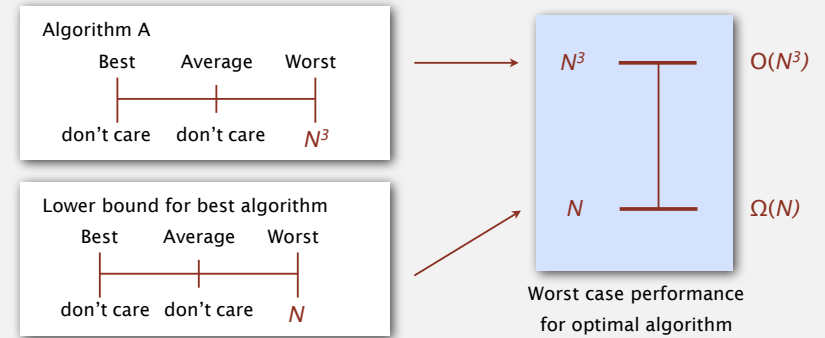 Algorithm A
Best Average Worst
don't care don't care N³
Lower bound for best algorithm
Best Average Worst
don't care don't care N
N³ O(N³)
N Ω(N)
Worst case performance
for optimal algorithm